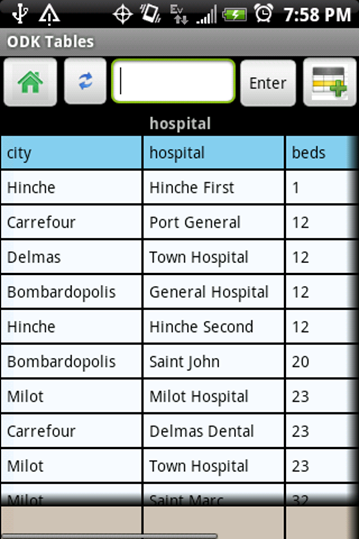 Ev 7:58 PM
ODK Tables
Enter
hospital
city hospital beds
Hinche Hinche First 1
Carrefour Port General 12
Delmas Town Hospital 12
Bombardopolis General Hospital 12
Hinche Hinche Second 12
Bombardopolis Saint John 20
Milot Milot Hospital 23
Carrefour Delmas Dental 23
Milot Town Hospital 23
Milot Saint Marc 32